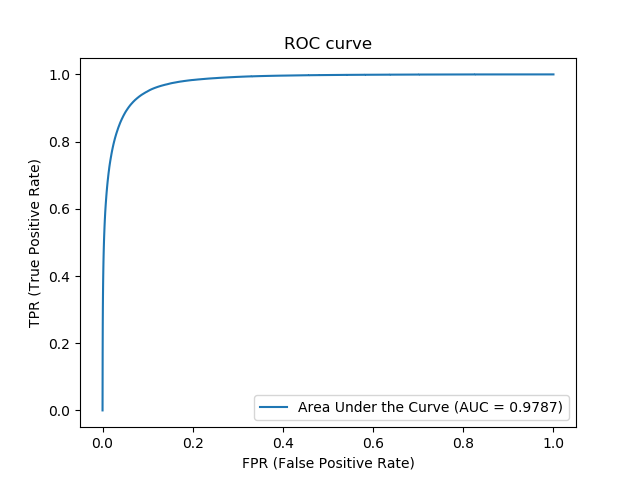 ROC curve
1.0
0.8
0.6
0.4
0.2
0.0
TPR (True Positive Rate)
Area Under the Curve (AUC = 0.9787)
0.0 0.2 0.4 0.6 0.8 1.0
FPR (False Positive Rate)